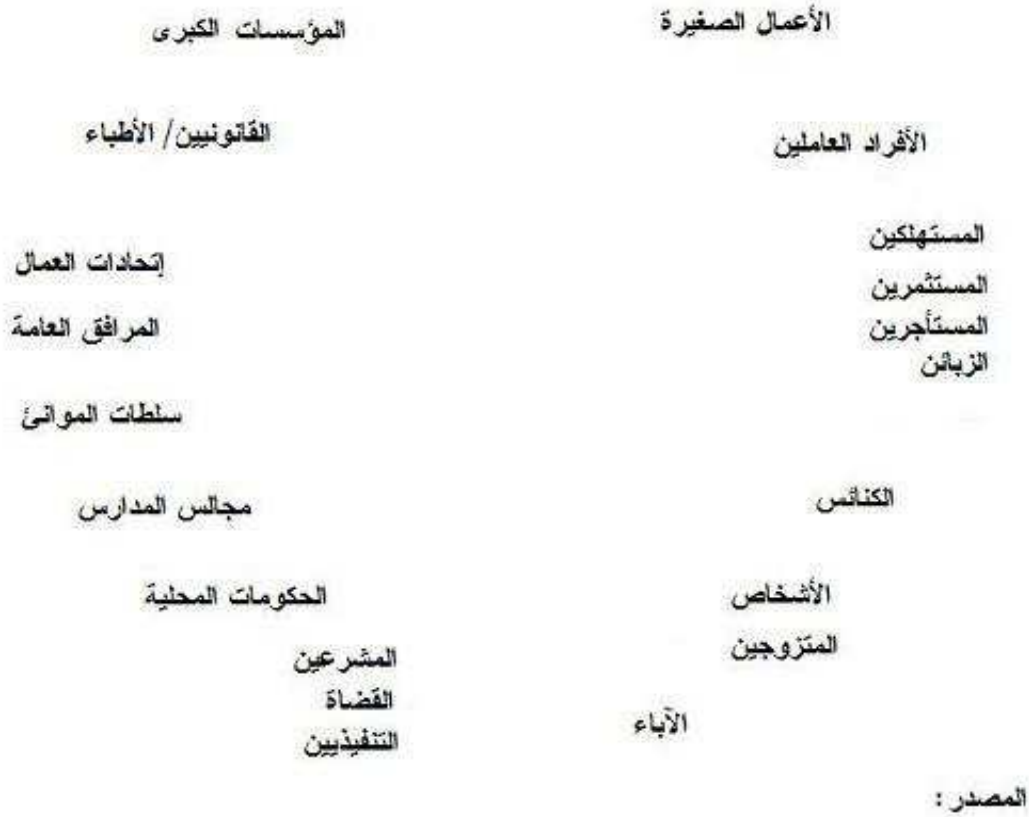 الأعمال الصغيرة
المؤسسات الكبرى
الأفراد العاملين
القانونيين/ الأطباء
المستهلكين
إتحادات العمال
المستثمرين
المستأجرين
المرافق العامة
الزبائن
سلطات الموانئ
الكنائس
مجالس المدارس
الأشخاص
الحكومات المحلية
المتزوجين
المشرعين
القضاة
الآباء
التنفيذيين
المصدر :